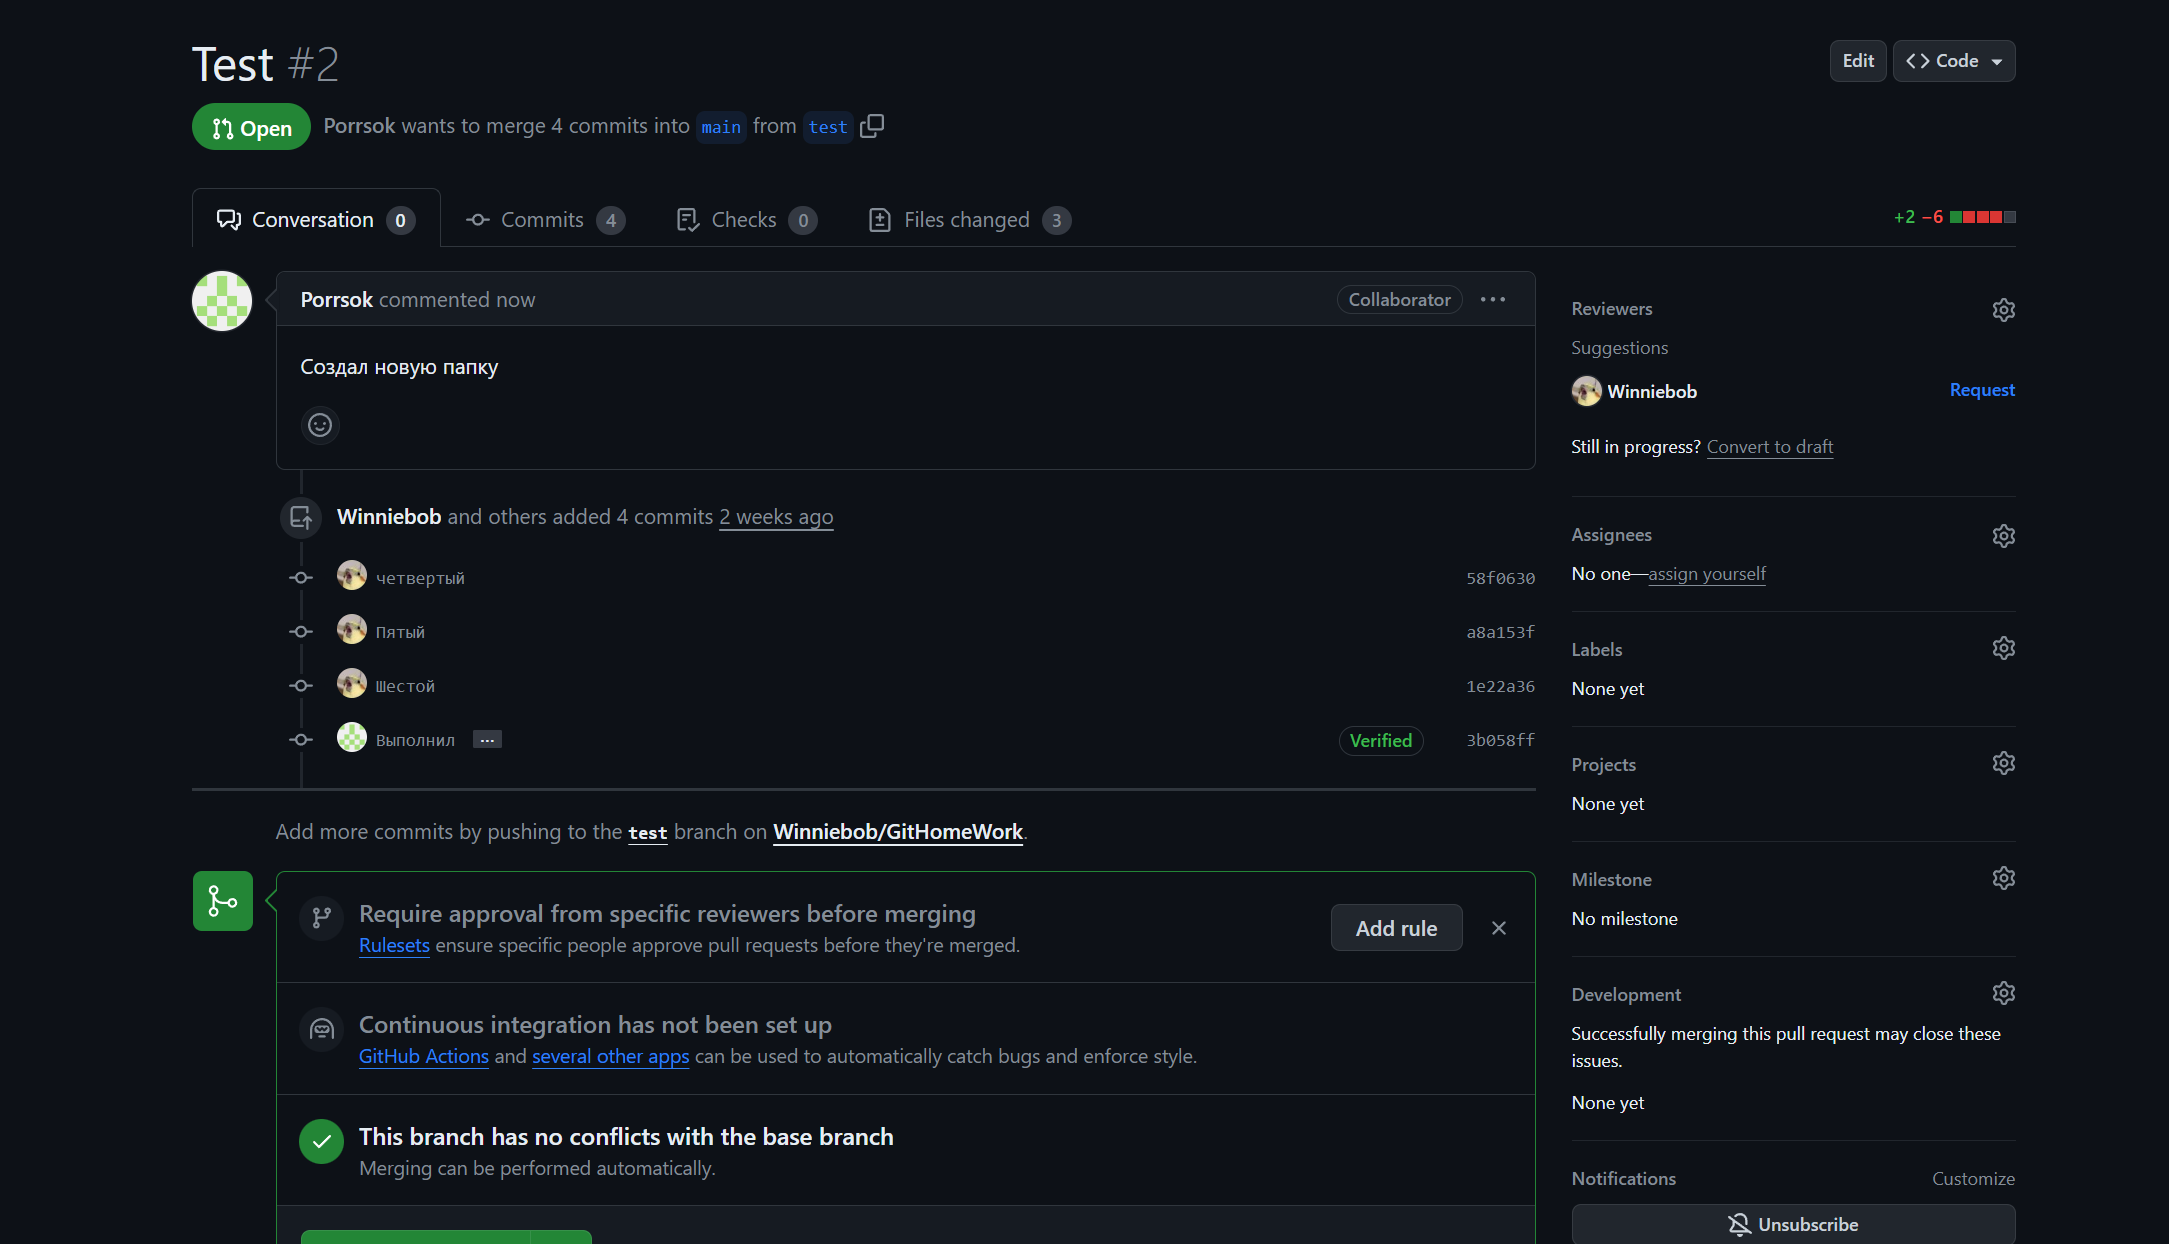 Test #2
Edit
Code
Open
Porrsok wants to merge 4 commits into main from test
Conversation 0
Commits 4
Checks 0
Files changed 3
+2 −6
Porrsok commented now
Collaborator
Создал новую папку
Winniebob and others added 4 commits 2 weeks ago
четвертый
58f0630
Пятый
a8a153f
Шестой
1e22a36
Выполнил ...
Verified
3b058ff
Add more commits by pushing to the test branch on Winniebob/GitHomeWork.
Require approval from specific reviewers before merging
Rulesets ensure specific people approve pull requests before they're merged.
Add rule
Continuous integration has not been set up
GitHub Actions and several other apps can be used to automatically catch bugs and enforce style.
This branch has no conflicts with the base branch
Merging can be performed automatically.
Reviewers
Suggestions
Winniebob
Request
Still in progress? Convert to draft
Assignees
No one—assign yourself
Labels
None yet
Projects
None yet
Milestone
No milestone
Development
Successfully merging this pull request may close these
issues.
None yet
Notifications
Customize
Unsubscribe